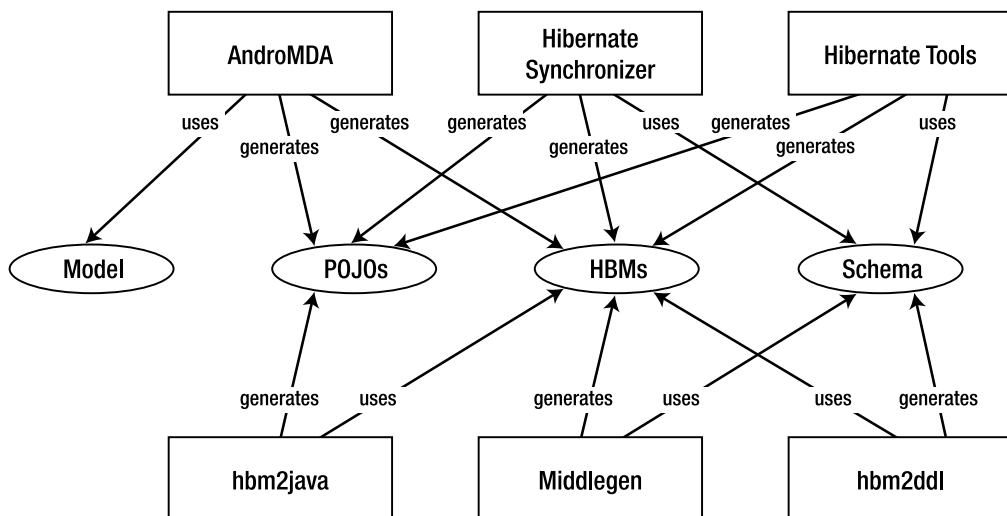 AndroMDA
Hibernate
Synchronizer
Hibernate Tools
uses
generates
generates
generates
generates
uses
generates
generates
uses
Model
POJOs
HBMs
Schema
generates
uses
generates
uses
uses
generates
hbm2java
Middlegen
hbm2ddl